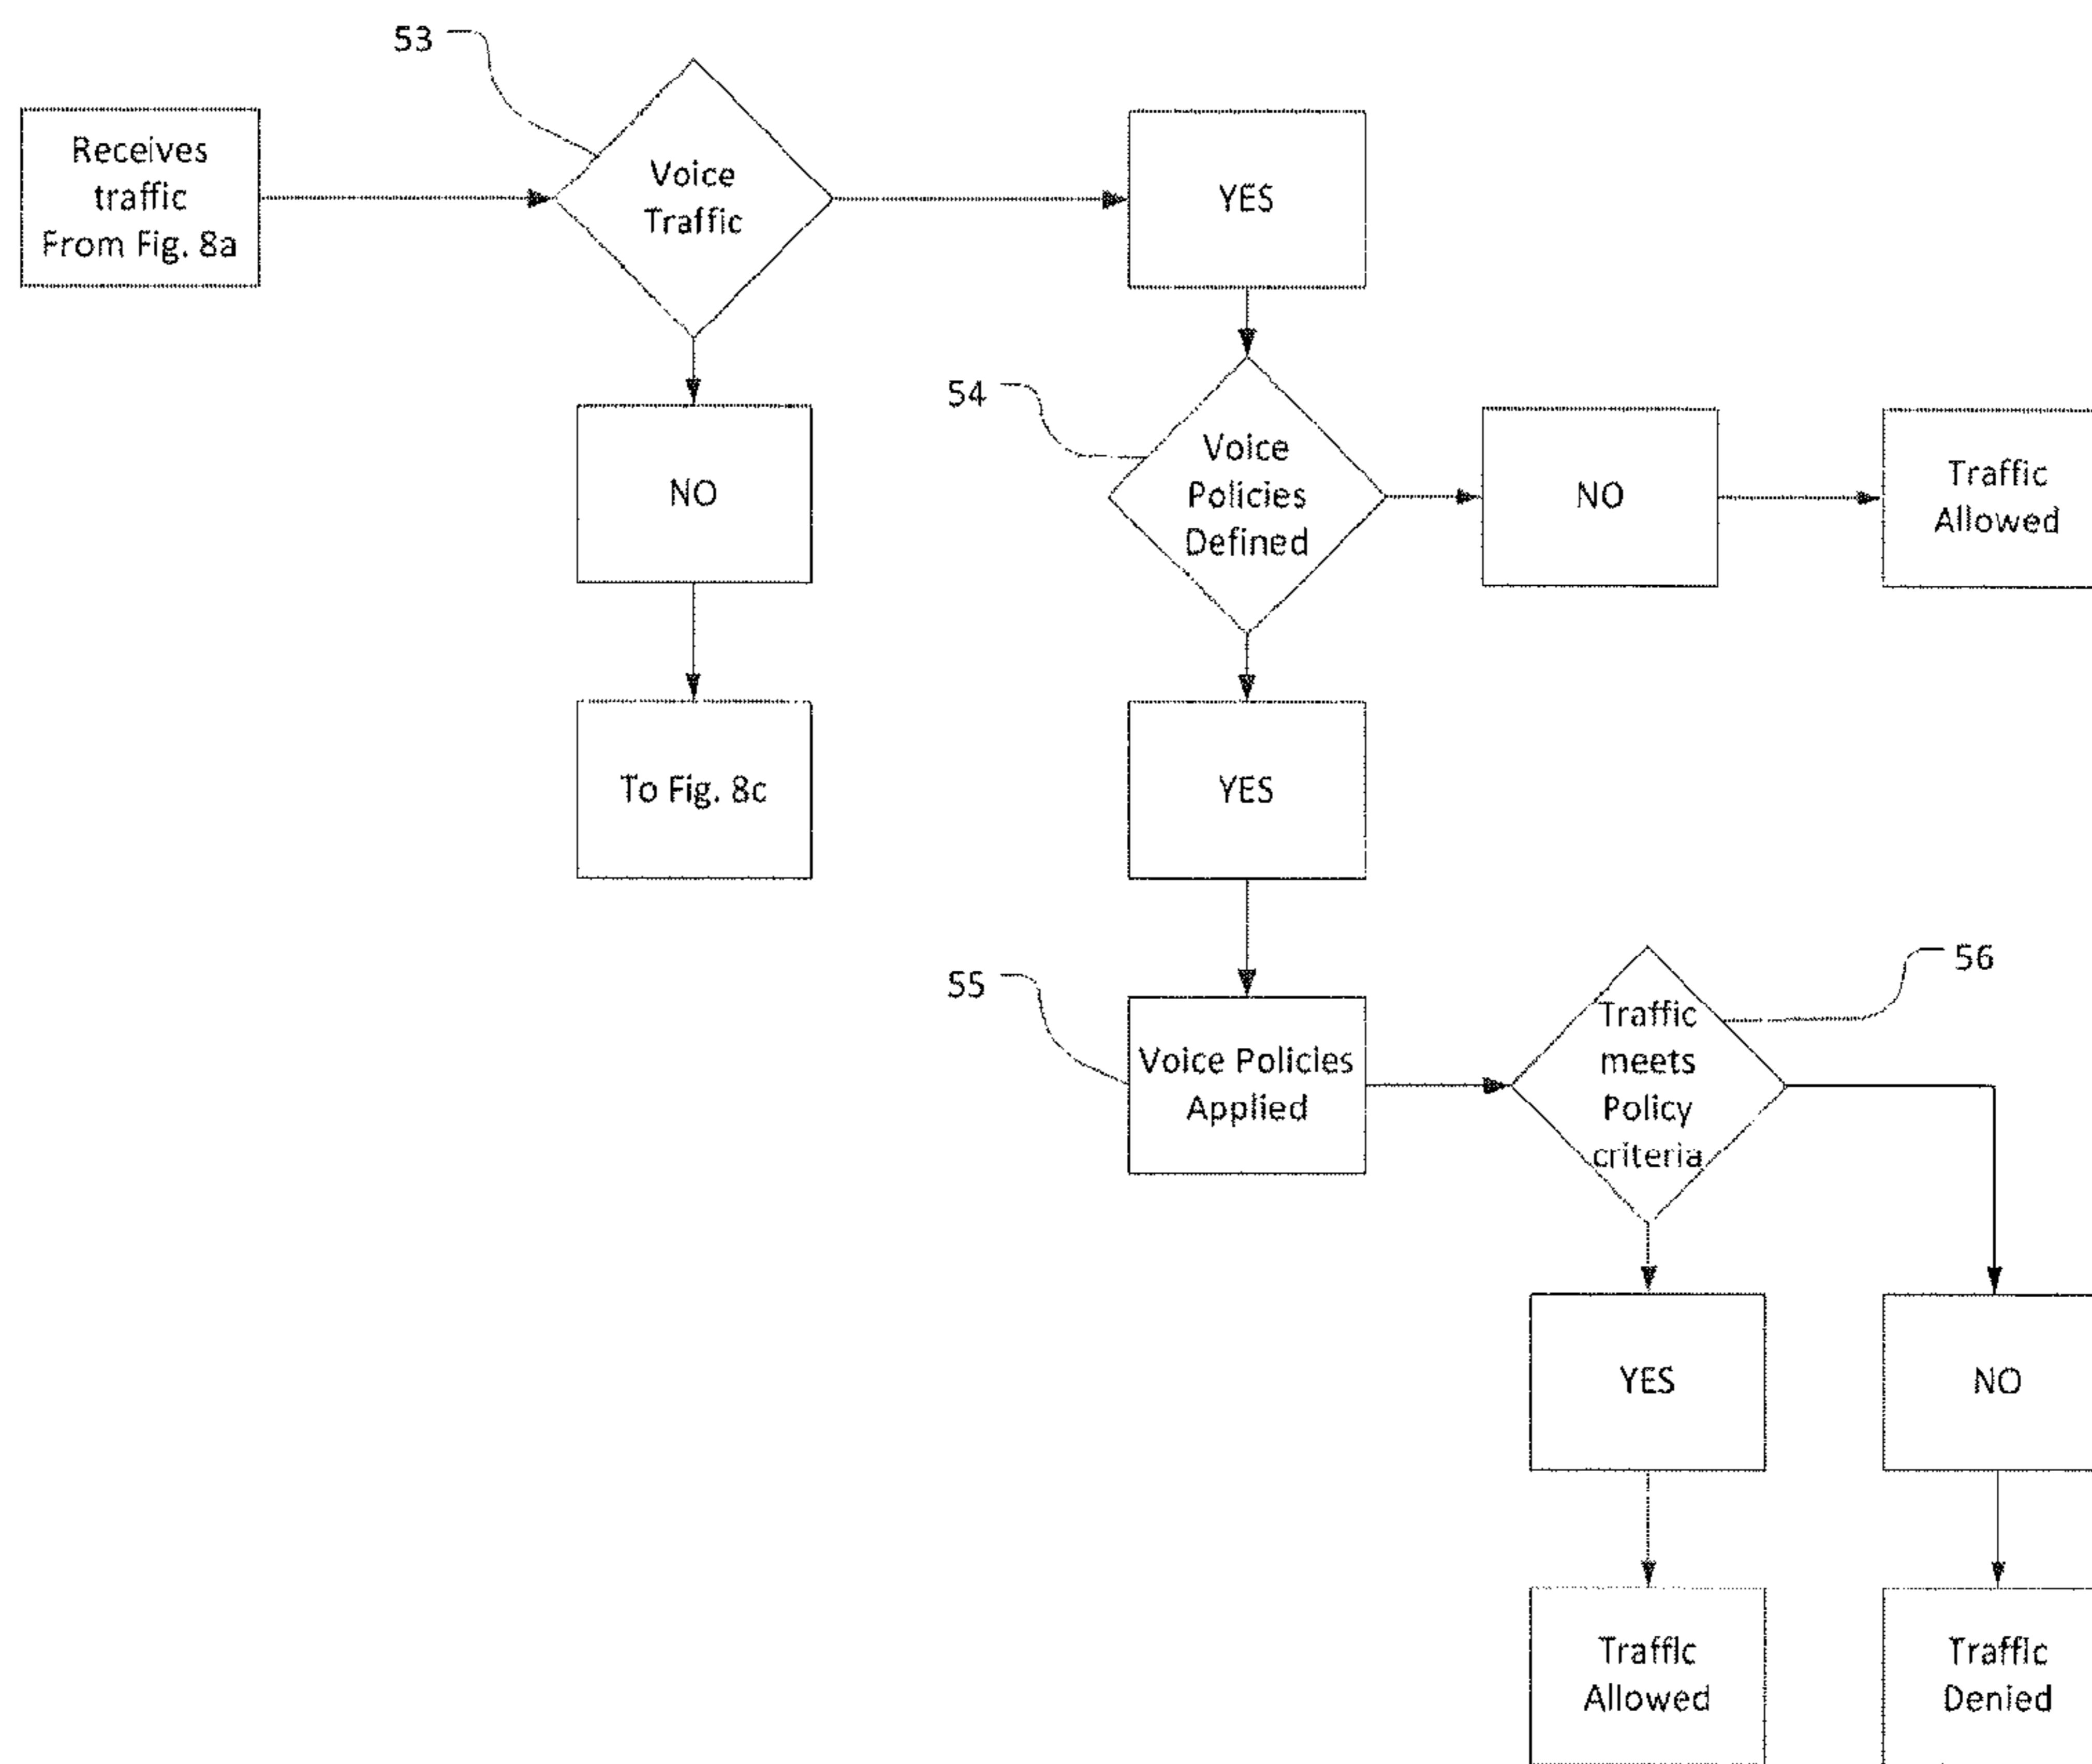 53
Receives
traffic
From Fig. 8a
Voice
Traffic
YES
54
NO
Voice
Policies
Defined
NO
Traffic
Allowed
To Fig. 8c
YES
55
Voice Policies
Applied
56
Traffic
meets
Policy
criteria
YES
NO
Traffic
Allowed
Traffic
Denied